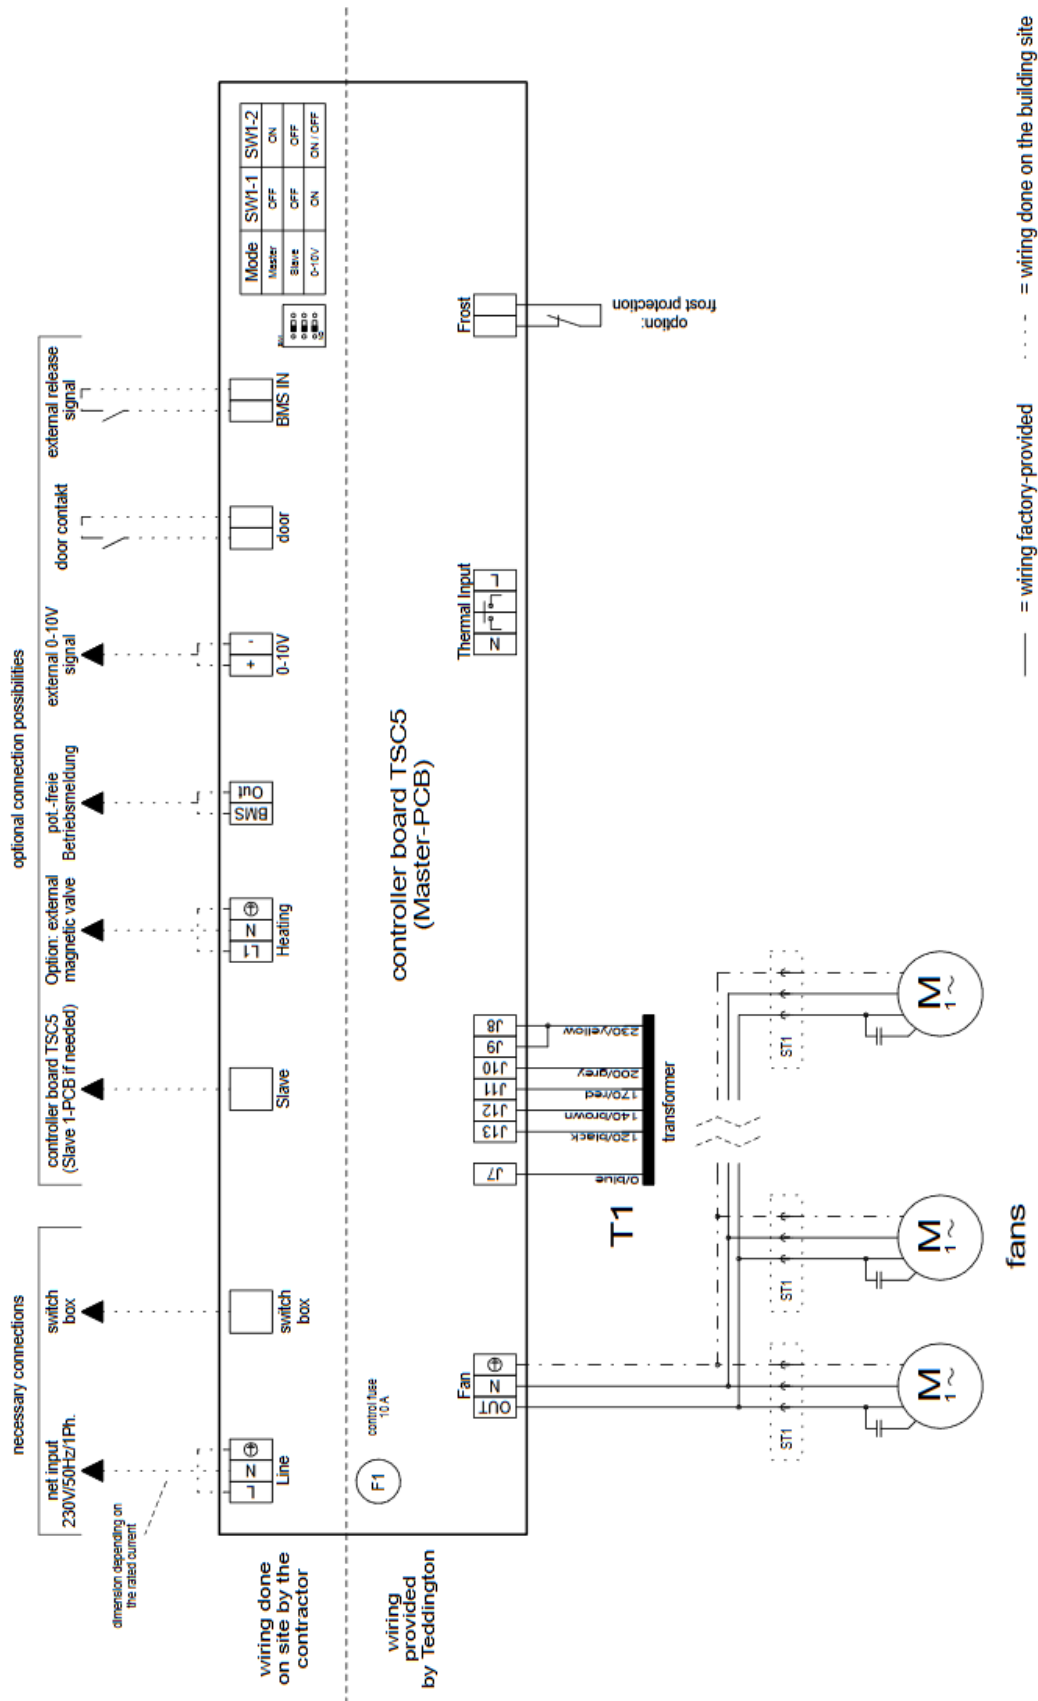 necessary connections
optional connection possibilities
net input
230V/50Hz/1Ph.
switch
box
controller board TSC5
(Slave 1-PCB if needed)
Option: external
magnetic valve
pot.-freie
Betriebsmeldung
external 0-10V
signal
door contakt
external release
signal
dimension depending on
the rated current
wiring done
on site by the
contractor
L N
Line
switch
box
Slave
L1 N
Heating
BMS Out
+ -
0-10V
door
BMS IN
Mode SW1-1 SW1-2
Master OFF ON
Slave OFF OFF
0-10V ON ON / OFF
wiring
provided
by Teddington
F1
control fuse
10 A
controller board TSC5
(Master-PCB)
Fan
OUT N
J7 J13 J12 J11 J10 J9 J8
Thermal Input
N L
Frost
0/blue
120/black
140/brown
170/red
200/grey
230/yellow
T1
transformer
option:
frost protection
ST1
ST1
ST1
M
1~
M
1~
M
1~
fans
= wiring factory-provided
= wiring done on the building site